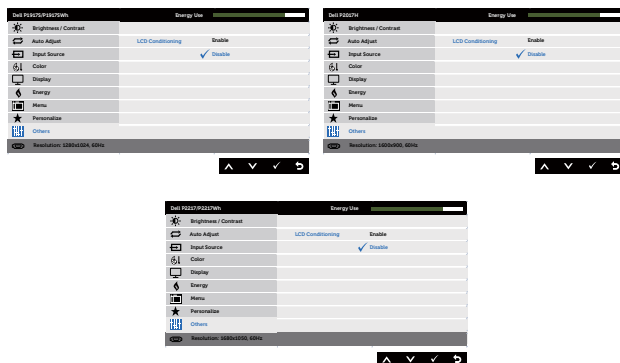 Dell P1917S/P1917SWh Energy Use
Brightness / Contrast
Auto Adjust LCD Conditioning Enable
Input Source Disable
Color
Display
Energy
Menu
Personalize
Others
Resolution: 1280x1024, 60Hz
Dell P2017H Energy Use
Brightness / Contrast
Auto Adjust LCD Conditioning Enable
Input Source Disable
Color
Display
Energy
Menu
Personalize
Others
Resolution: 1600x900, 60Hz
Dell P2217/P2217Wh Energy Use
Brightness / Contrast
Auto Adjust LCD Conditioning Enable
Input Source Disable
Color
Display
Energy
Menu
Personalize
Others
Resolution: 1680x1050, 60Hz